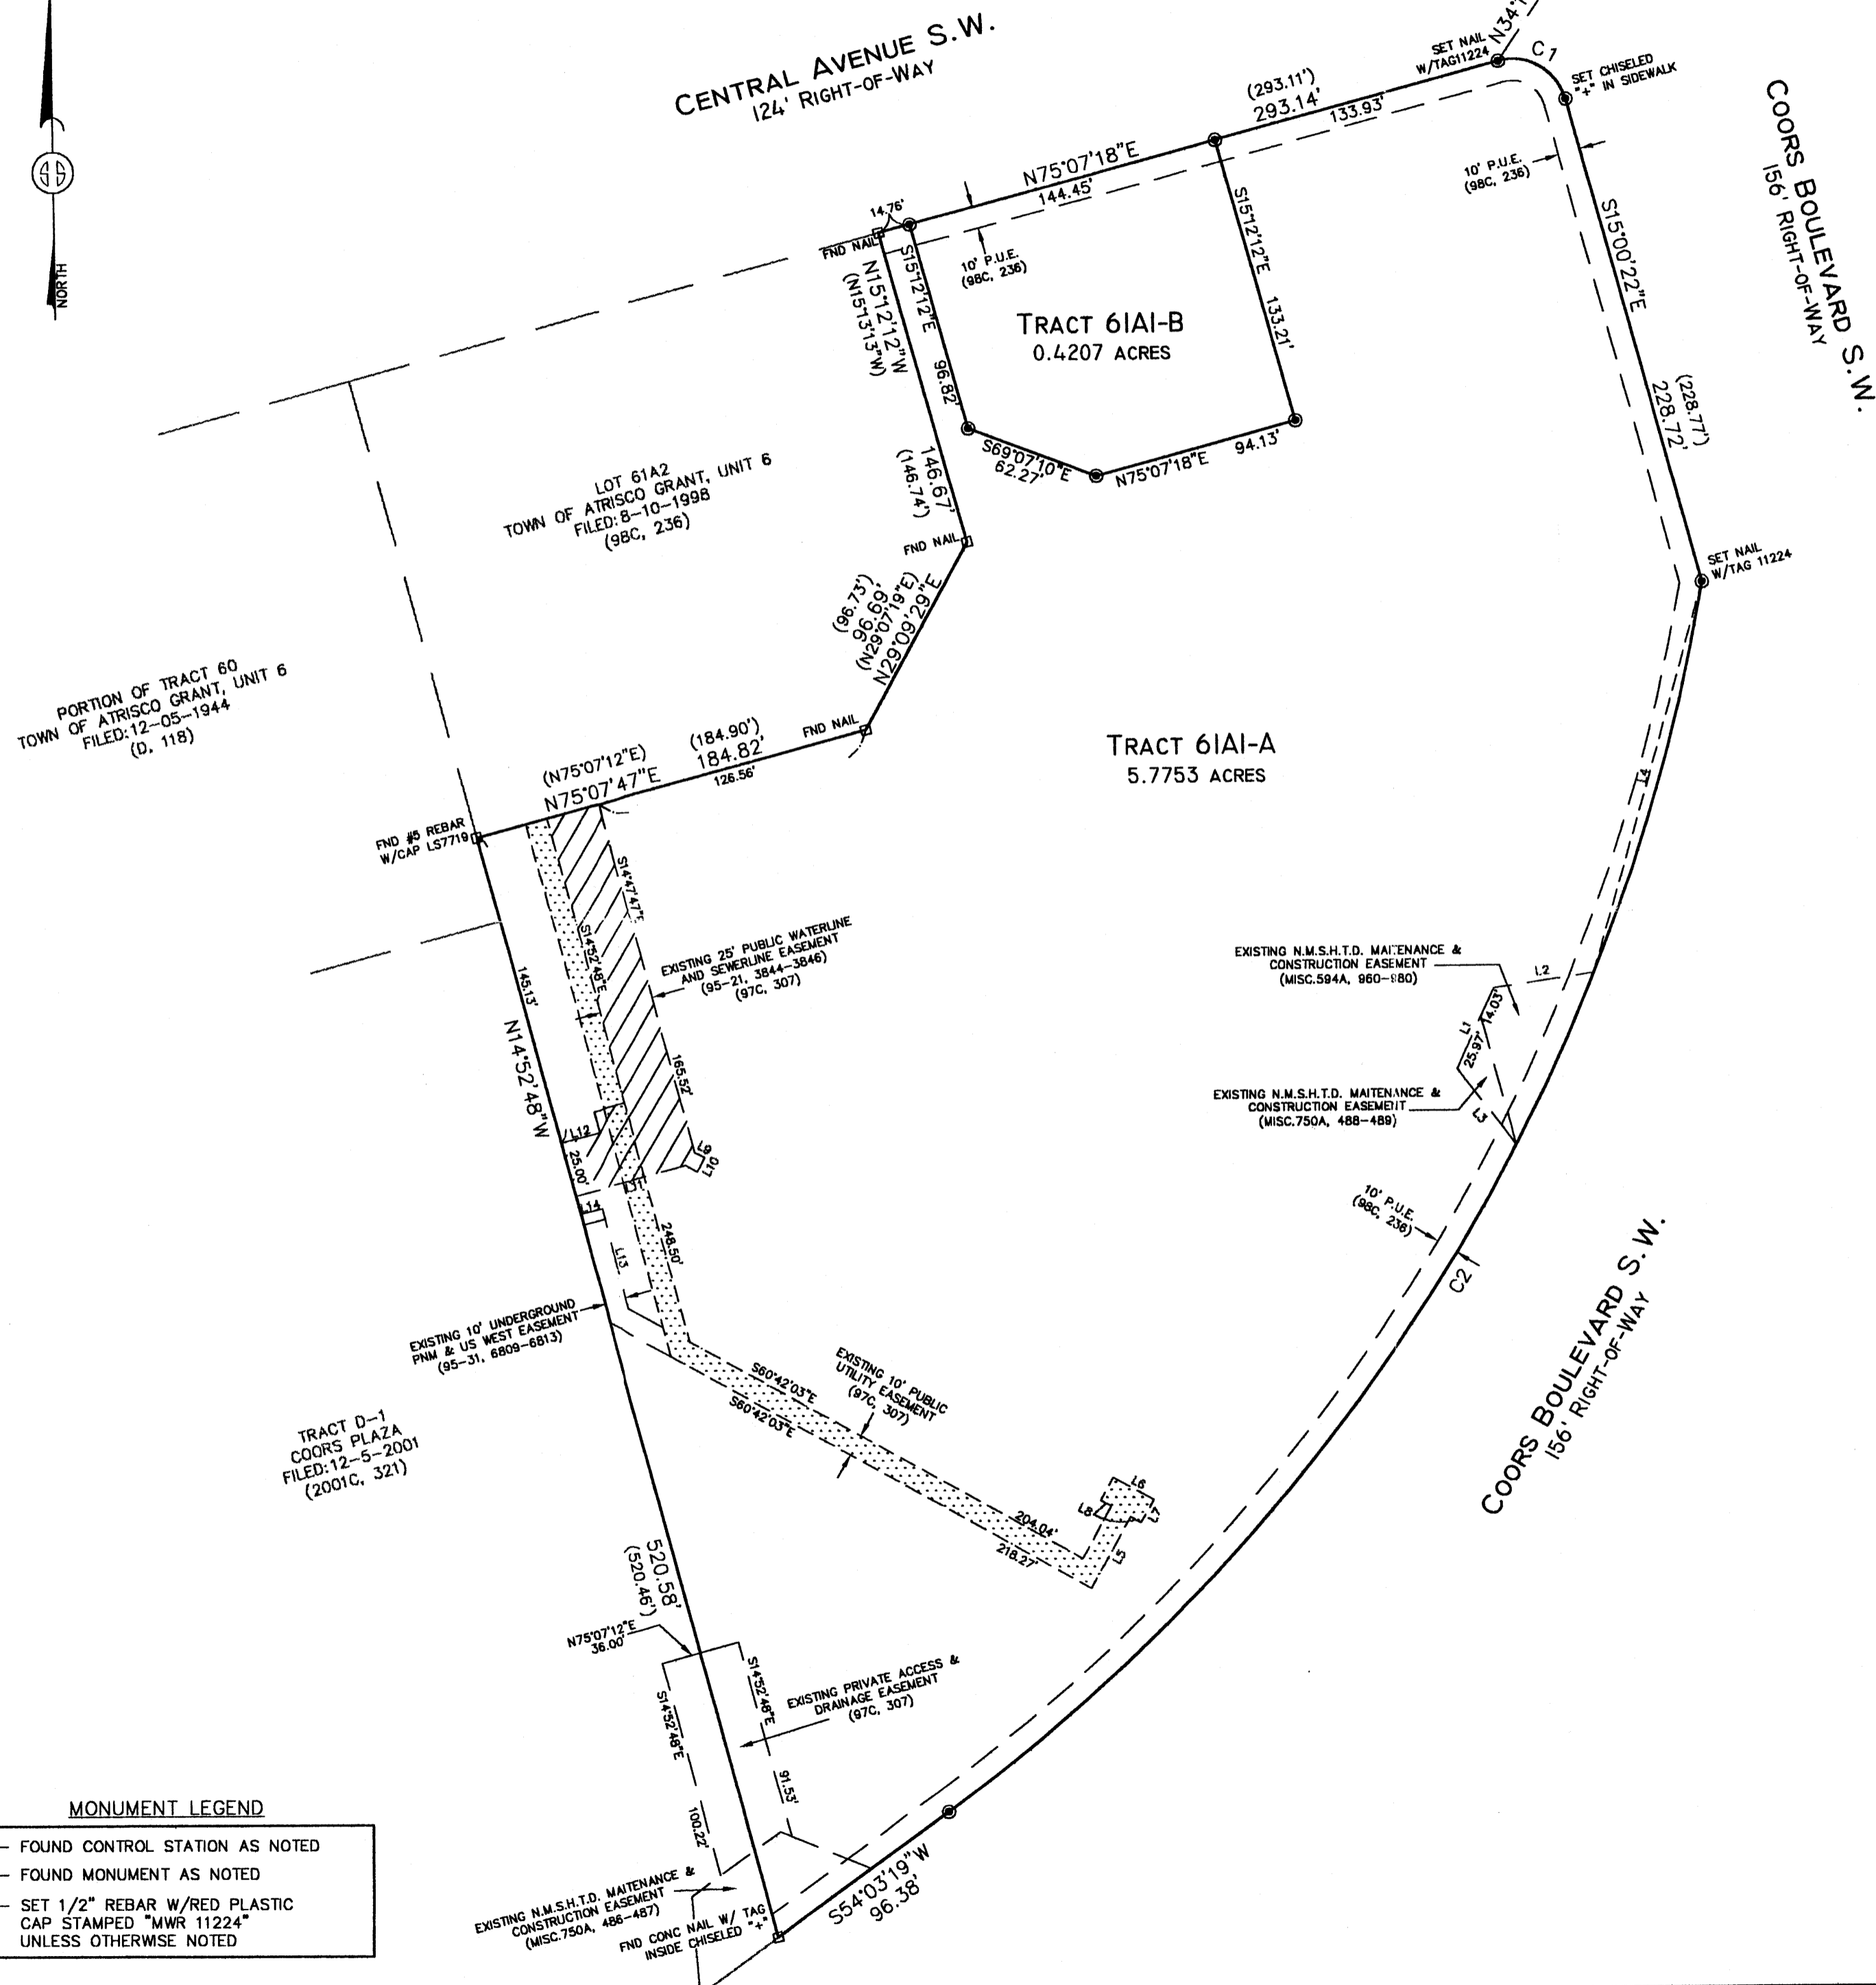 CENTRAL AVENUE S.W.
124' RIGHT-OF-WAY
SET NAIL
W/TAG11224
C1
SET CHISELED
"+" IN SIDEWALK
COORS BOULEVARD S.W.
156' RIGHT-OF-WAY
NORTH
(293.11')
293.14'
133.93'
N75°07'18"E
144.45'
14.76'
FND NAIL
10' P.U.E.
(98C, 236)
10' P.U.E.
(98C, 236)
S15°00'22"E
(228.77')
228.72'
S15°12'12"E
133.21'
S15°12'12"E
96.82'
N15°12'12"W
(N15°13'13"W)
146.67'
(146.74')
TRACT 61A1-B
0.4207 ACRES
S69°07'10"E
62.27'
N75°07'18"E
94.13'
LOT 61A2
TOWN OF ATRISCO GRANT, UNIT 6
FILED: 8-10-1998
(98C, 236)
FND NAIL
SET NAIL
W/TAG 11224
(96.73')
96.69'
(N29°07'19"E)
N29°09'29"E
PORTION OF TRACT 60
TOWN OF ATRISCO GRANT, UNIT 6
FILED: 12-05-1944
(D, 118)
FND NAIL
(184.90')
184.82'
126.56'
(N75°07'12"E)
N75°07'47"E
TRACT 61A1-A
5.7753 ACRES
L4
FND #5 REBAR
W/CAP LS7719
S14°47'47"E
S14°52'48"E
145.13'
N14°52'48"W
165.52'
EXISTING 25' PUBLIC WATERLINE
AND SEWERLINE EASEMENT
(95-21, 3844-3846)
(97C, 307)
EXISTING N.M.S.H.T.D. MAITENANCE &
CONSTRUCTION EASEMENT
(MISC.594A, 960-980)
L2
14.03'
L1
25.97'
EXISTING N.M.S.H.T.D. MAITENANCE &
CONSTRUCTION EASEMENT
(MISC.750A, 488-489)
L3
L12
25.00'
L9
L10
L11
L14
L13
248.50'
10' P.U.E.
(98C, 236)
C2
COORS BOULEVARD S.W.
156' RIGHT-OF-WAY
EXISTING 10' UNDERGROUND
PNM & US WEST EASEMENT
(95-31, 6809-6813)
S60°42'03"E
S60°42'03"E
EXISTING 10' PUBLIC
UTILITY EASEMENT
(97C, 307)
TRACT D-1
COORS PLAZA
FILED: 12-5-2001
(2001C, 321)
L6
L8
L7
L5
204.04'
218.27'
520.58'
(520.46')
N75°07'12"E
36.00'
S14°52'48"E
S14°52'48"E
EXISTING PRIVATE ACCESS &
DRAINAGE EASEMENT
(97C, 307)
91.53'
100.22'
S54°03'19"W
96.38'
EXISTING N.M.S.H.T.D. MAITENANCE &
CONSTRUCTION EASEMENT
(MISC.750A, 486-487)
FND CONC NAIL W/ TAG
INSIDE CHISELED "+"
MONUMENT LEGEND
FOUND CONTROL STATION AS NOTED
FOUND MONUMENT AS NOTED
SET 1/2" REBAR W/RED PLASTIC
CAP STAMPED "MWR 11224"
UNLESS OTHERWISE NOTED